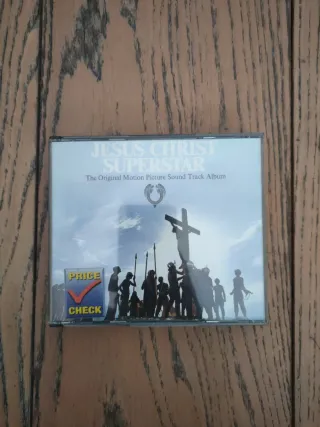 JESUS CHRIST
SUPERSTAR
The Original Motion Picture Sound Track Album
PRICE
CHECK